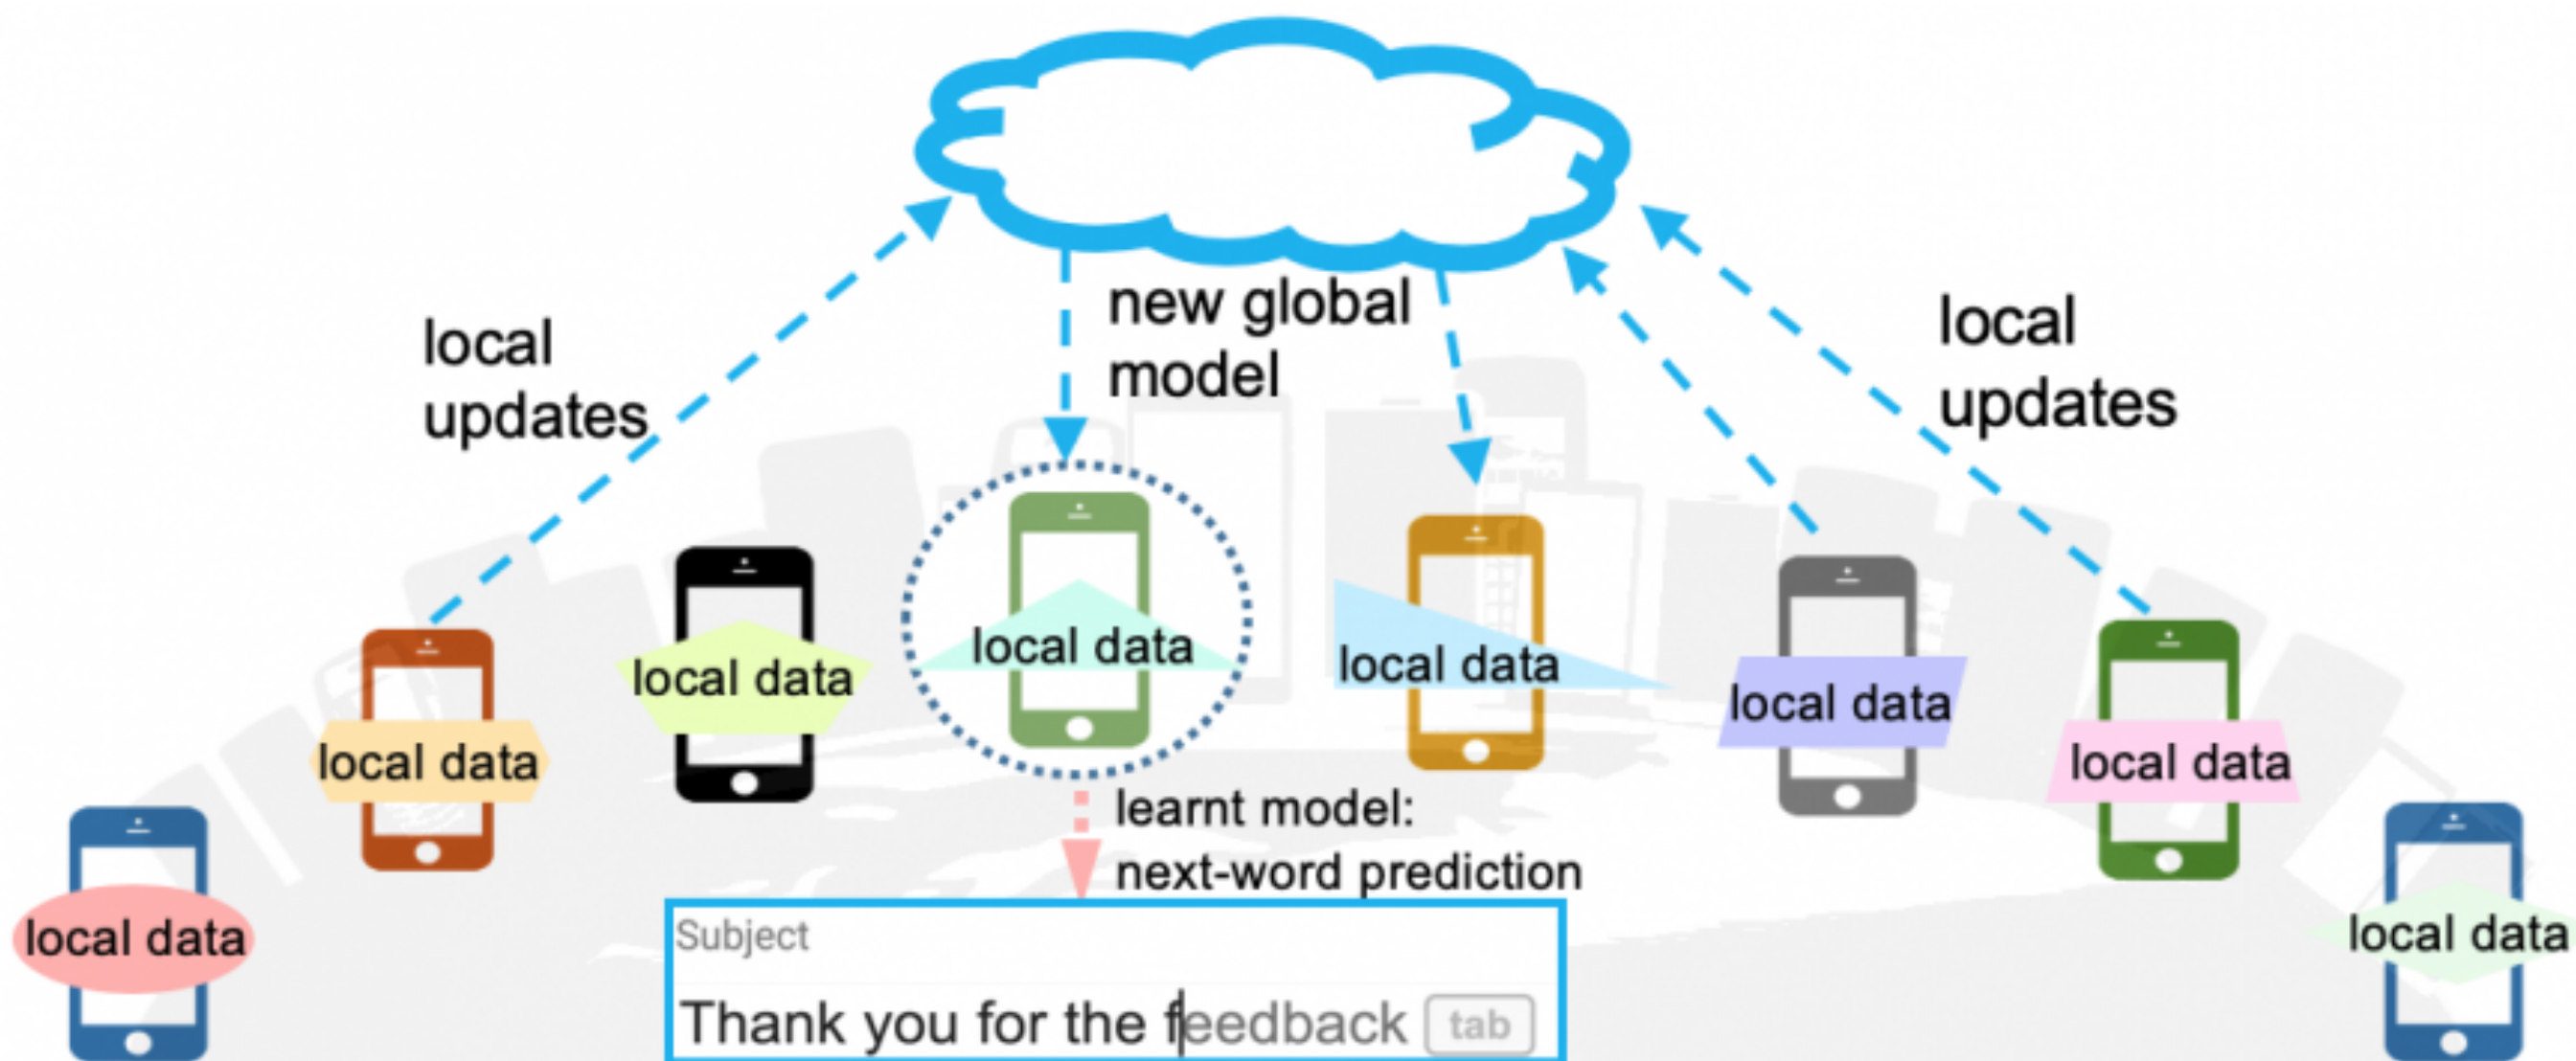 local
updates
new global
model
local
updates
local data
local data
local data
local data
local data
local data
local data
local data
learnt model:
next-word prediction
Subject
Thank you for the feedback tab